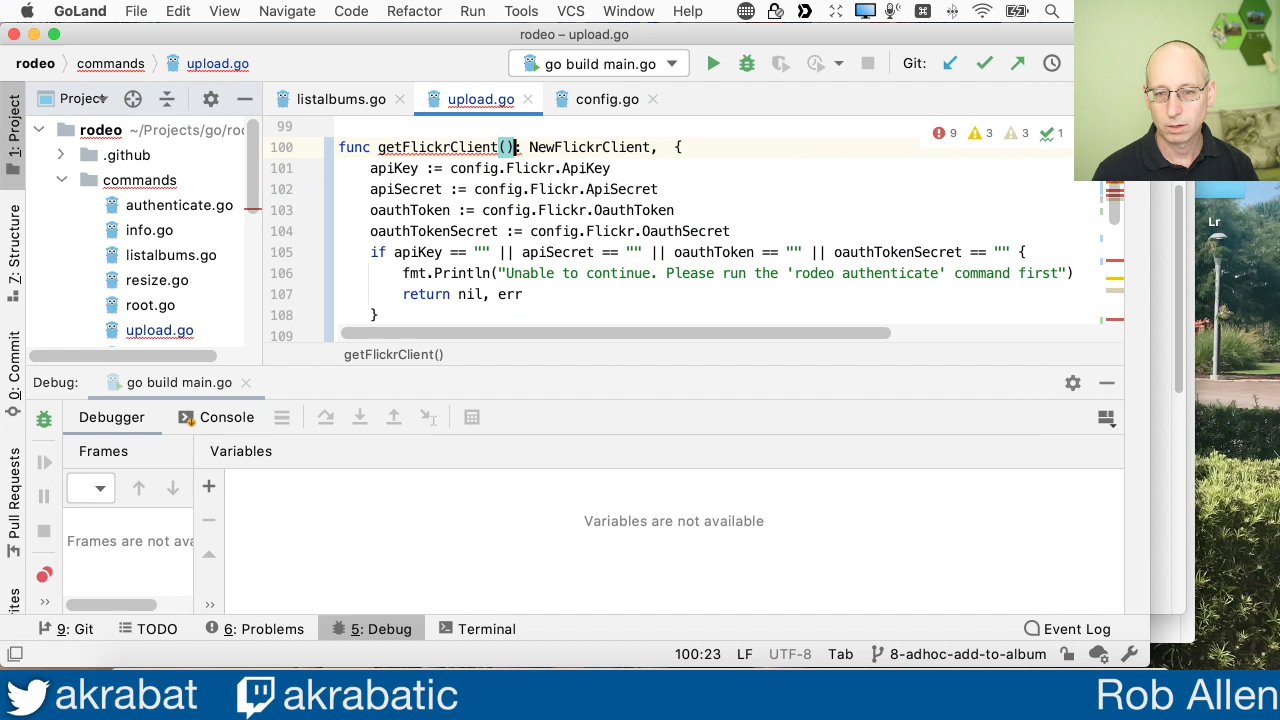 GoLand File Edit View Navigate Code Refactor Run Tools VCS Window Help
rodeo – upload.go
rodeo commands upload.go go build main.go Git:
1: Project
Project listalbums.go upload.go config.go
rodeo ~/Projects/go/roc
.github
commands
authenticate.go
info.go
listalbums.go
resize.go
root.go
upload.go
99
100 func getFlickrClient(): NewFlickrClient, {
101 apiKey := config.Flickr.ApiKey
102 apiSecret := config.Flickr.ApiSecret
103 oauthToken := config.Flickr.OauthToken
104 oauthTokenSecret := config.Flickr.OauthSecret
105 if apiKey == "" || apiSecret == "" || oauthToken == "" || oauthTokenSecret == "" {
106 fmt.Println("Unable to continue. Please run the 'rodeo authenticate' command first")
107 return nil, err
108 }
109
9 3 3 1
getFlickrClient()
Z: Structure
0: Commit
Pull Requests
ites
Debug: go build main.go
Debugger Console
Frames Variables
Frames are not ava
Variables are not available
9: Git TODO 6: Problems 5: Debug Terminal Event Log
100:23 LF UTF-8 Tab 8-adhoc-add-to-album
Lr
akrabat akrabatic Rob Allen